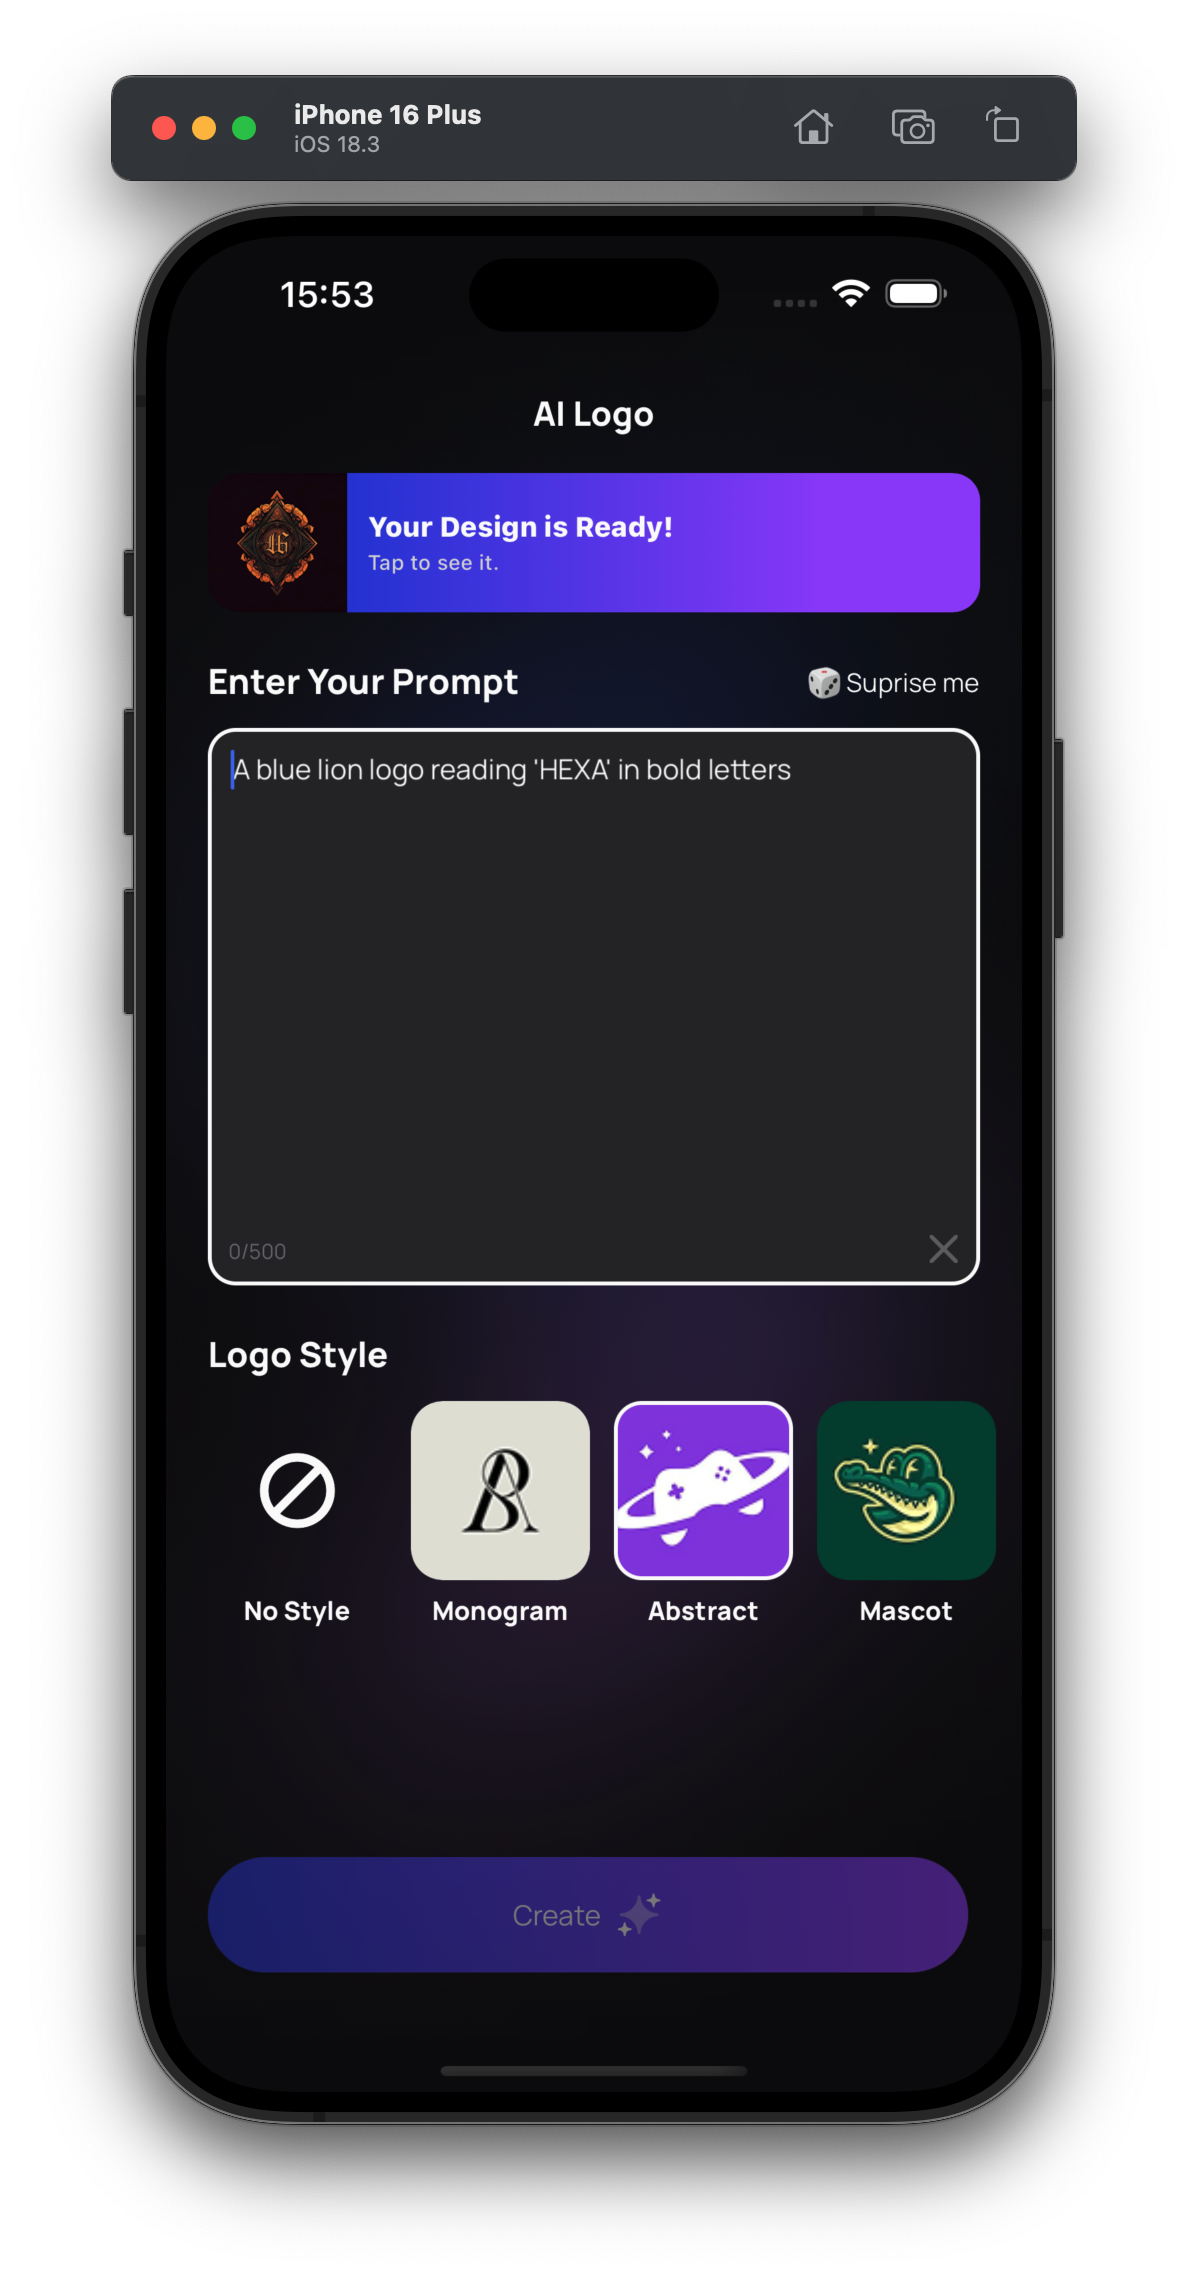 iPhone 16 Plus
iOS 18.3
15:53
AI Logo
Your Design is Ready!
Tap to see it.
Enter Your Prompt
Suprise me
A blue lion logo reading 'HEXA' in bold letters
0/500
Logo Style
No Style
Monogram
Abstract
Mascot
Create